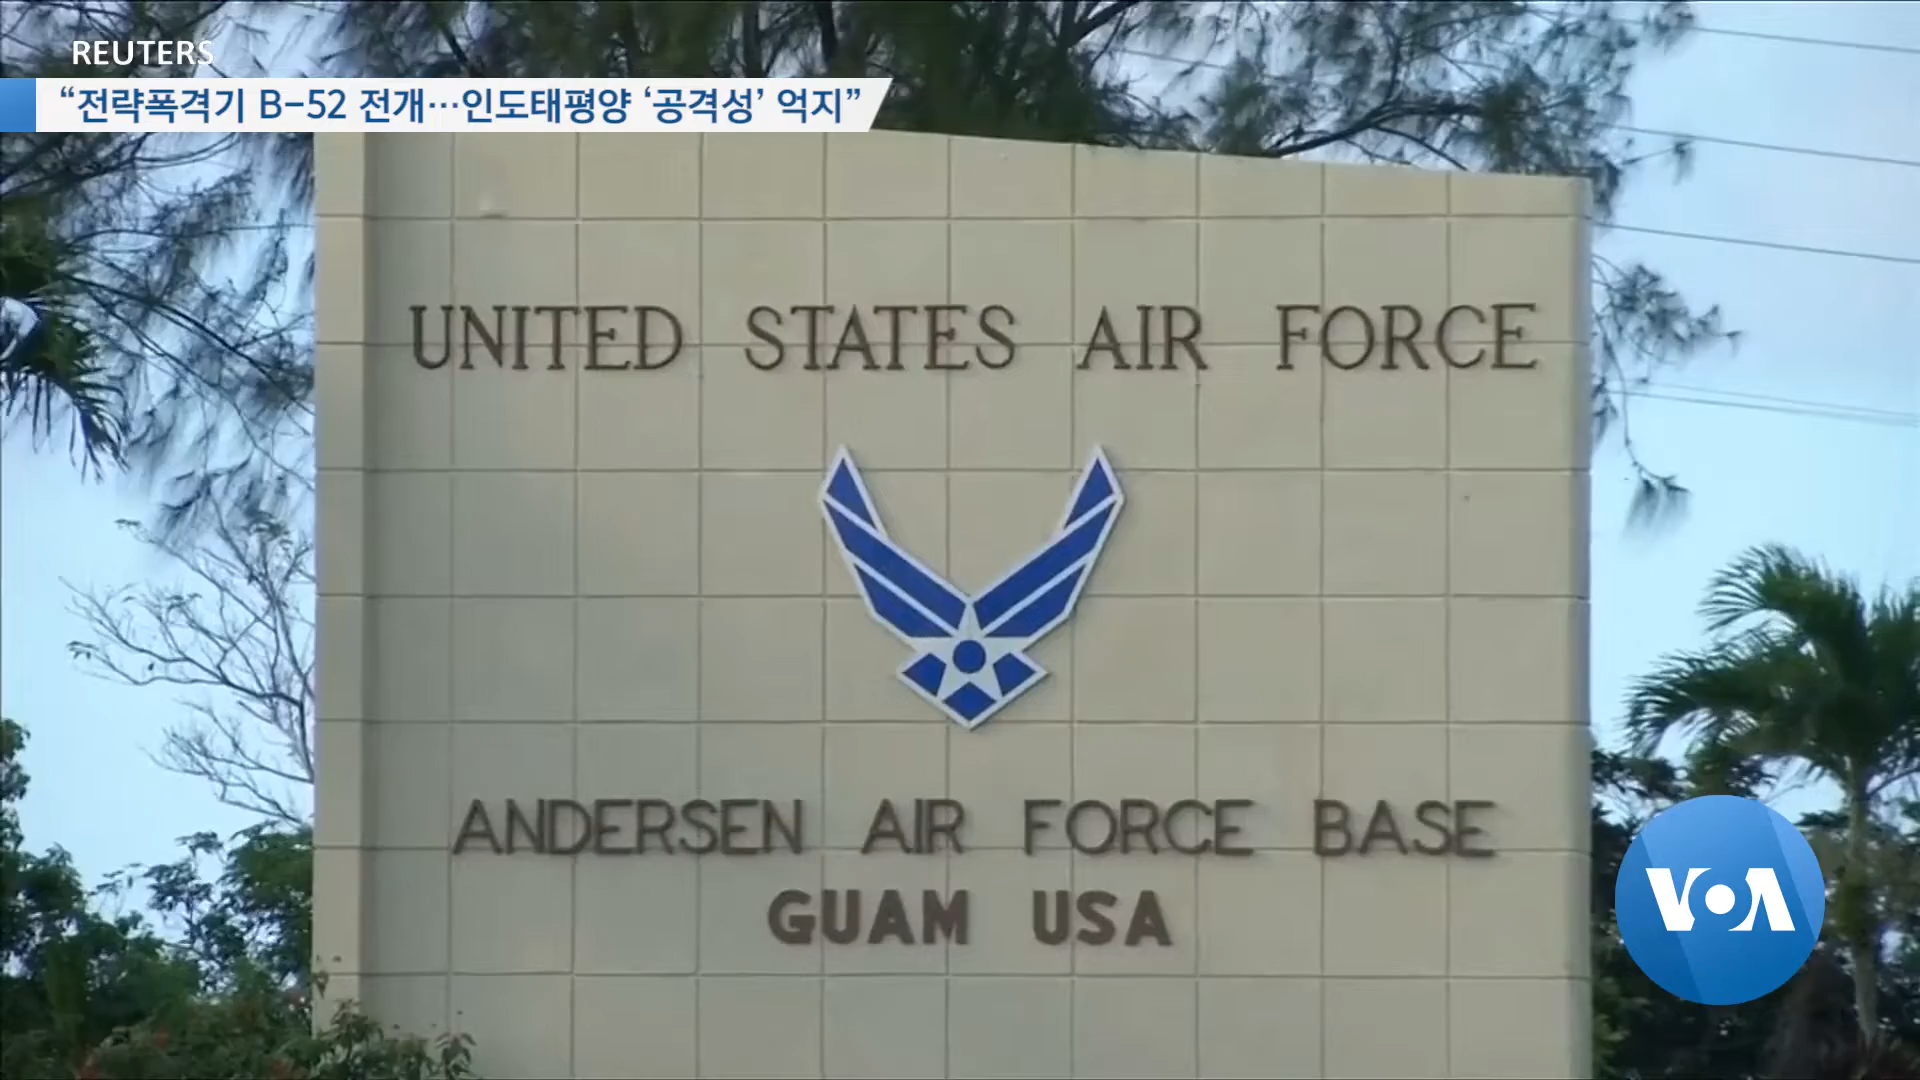 REUTERS
“전략폭격기 B-52 전개…인도태평양 ‘공격성’ 억지”
UNITED STATES AIR FORCE
ANDERSEN AIR FORCE BASE
GUAM USA
VOA